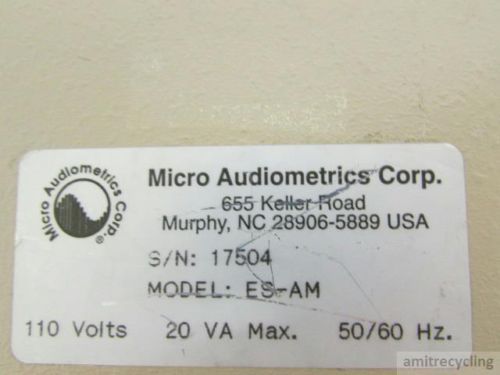 Micro Audiometrics Corp.®
Micro Audiometrics Corp.
655 Keller Road
Murphy, NC 28906-5889 USA
S/N: 17504
MODEL: ES-AM
110 Volts 20 VA Max. 50/60 Hz.
amitrecycling